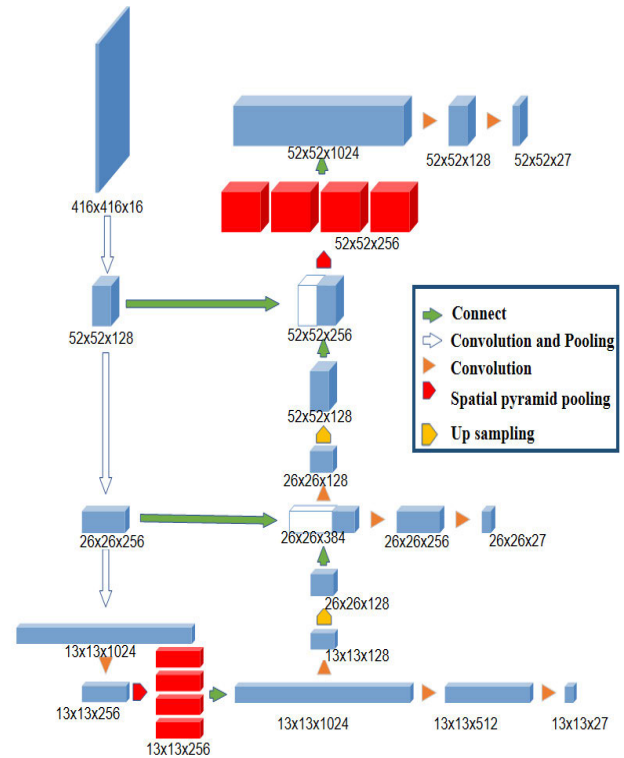 416x416x16
52x52x1024
52x52x128
52x52x27
52x52x256
52x52x128
52x52x256
52x52x128
26x26x128
26x26x256
26x26x384
26x26x256
26x26x27
26x26x128
13x13x128
13x13x1024
13x13x256
13x13x256
13x13x1024
13x13x512
13x13x27
Connect
Convolution and Pooling
Convolution
Spatial pyramid pooling
Up sampling